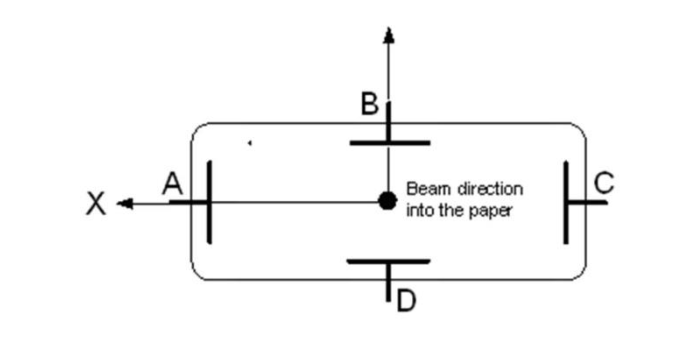 B
A
X
Beam direction
into the paper
C
D